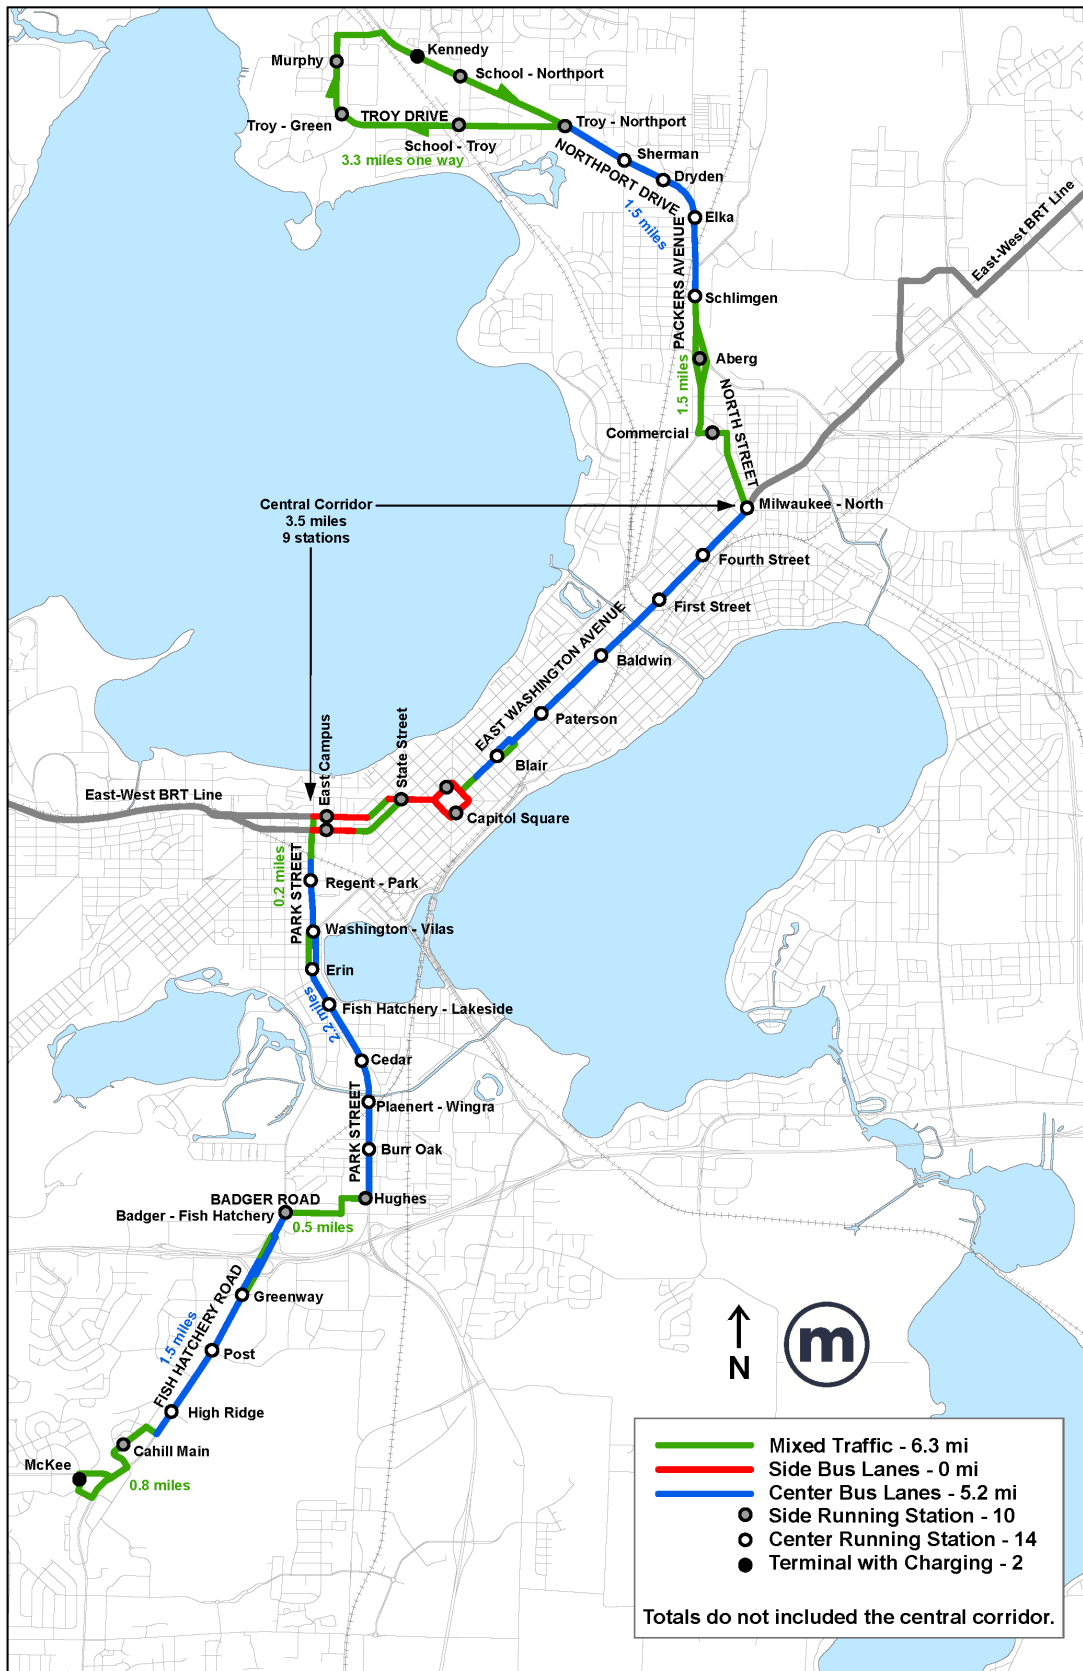 Kennedy
Murphy
School - Northport
TROY DRIVE
Troy - Green
Troy - Northport
School - Troy
3.3 miles one way
Sherman
NORTHPORT DRIVE
Dryden
1.5 miles
Elka
East-West BRT Line
PACKERS AVENUE
Schlimgen
Aberg
1.5 miles
NORTH STREET
Commercial
Central Corridor
3.5 miles
9 stations
Milwaukee - North
Fourth Street
First Street
EAST WASHINGTON AVENUE
Baldwin
Paterson
Blair
State Street
East Campus
East-West BRT Line
Capitol Square
0.2 miles
PARK STREET
Regent - Park
Washington - Vilas
Erin
2.2 miles
Fish Hatchery - Lakeside
Cedar
PARK STREET
Plaenert - Wingra
Burr Oak
BADGER ROAD
Hughes
Badger - Fish Hatchery
0.5 miles
FISH HATCHERY ROAD
Greenway
1.5 miles
Post
High Ridge
Cahill Main
McKee
0.8 miles
N
m
Mixed Traffic - 6.3 mi
Side Bus Lanes - 0 mi
Center Bus Lanes - 5.2 mi
Side Running Station - 10
Center Running Station - 14
Terminal with Charging - 2
Totals do not included the central corridor.